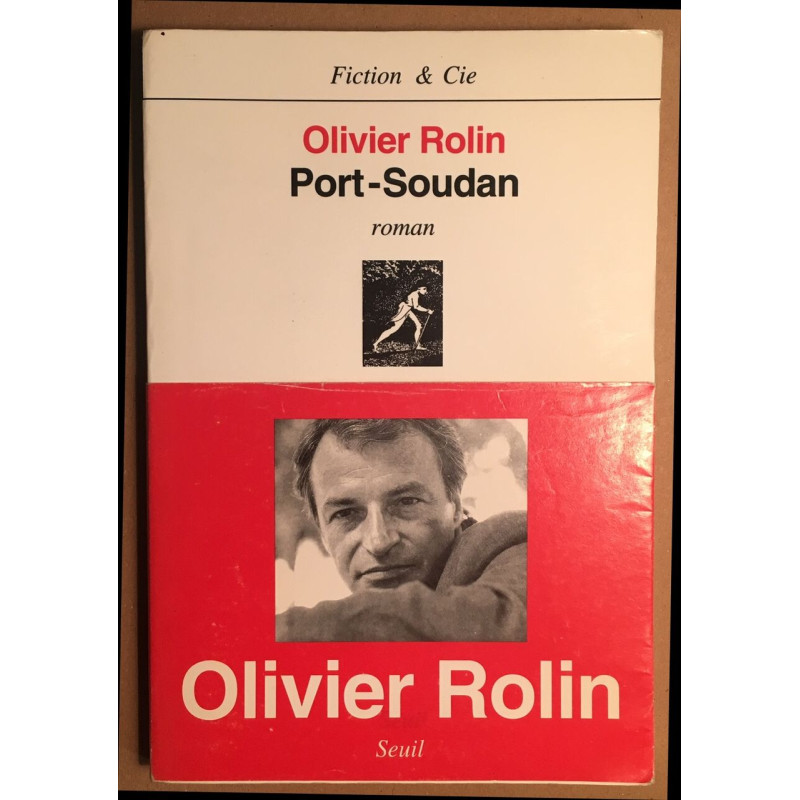 Fiction & Cie
Olivier Rolin
Port-Soudan
roman
Olivier Rolin
Seuil